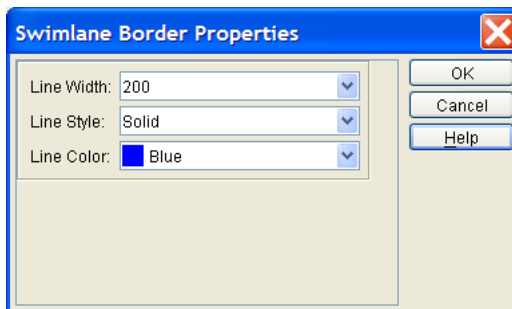 Swimlane Border Properties
Line Width: 200
Line Style: Solid
Line Color: Blue
OK
Cancel
Help